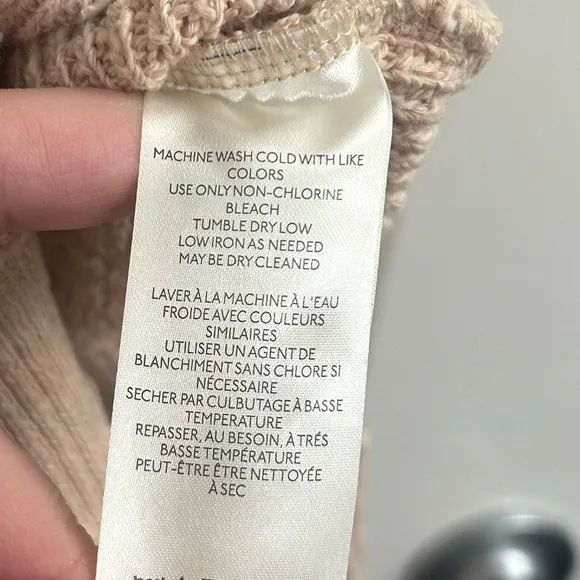 MACHINE WASH COLD WITH LIKE
COLORS
USE ONLY NON-CHLORINE
BLEACH
TUMBLE DRY LOW
LOW IRON AS NEEDED
MAY BE DRY CLEANED
LAVER À LA MACHINE À L'EAU
FROIDE AVEC COULEURS
SIMILAIRES
UTILISER UN AGENT DE
BLANCHIMENT SANS CHLORE SI
NÉCESSAIRE
SECHER PAR CULBUTAGE À BASSE
TEMPERATURE
REPASSER, AU BESOIN, À TRÉS
BASSE TEMPÉRATURE
PEUT-ÊTRE ÊTRE NETTOYÉE
À SEC